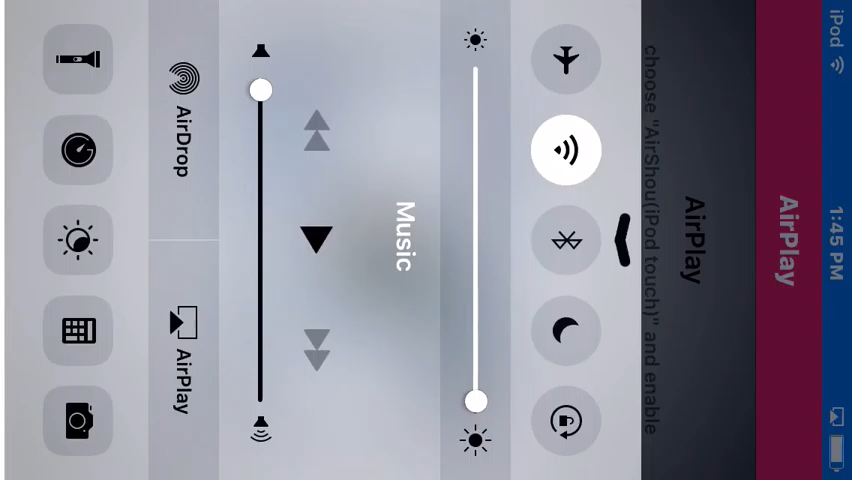 iPod 1:45 PM
AirPlay
AirPlay
choose "AirShou(iPod touch)" and enable
Music
AirDrop AirPlay